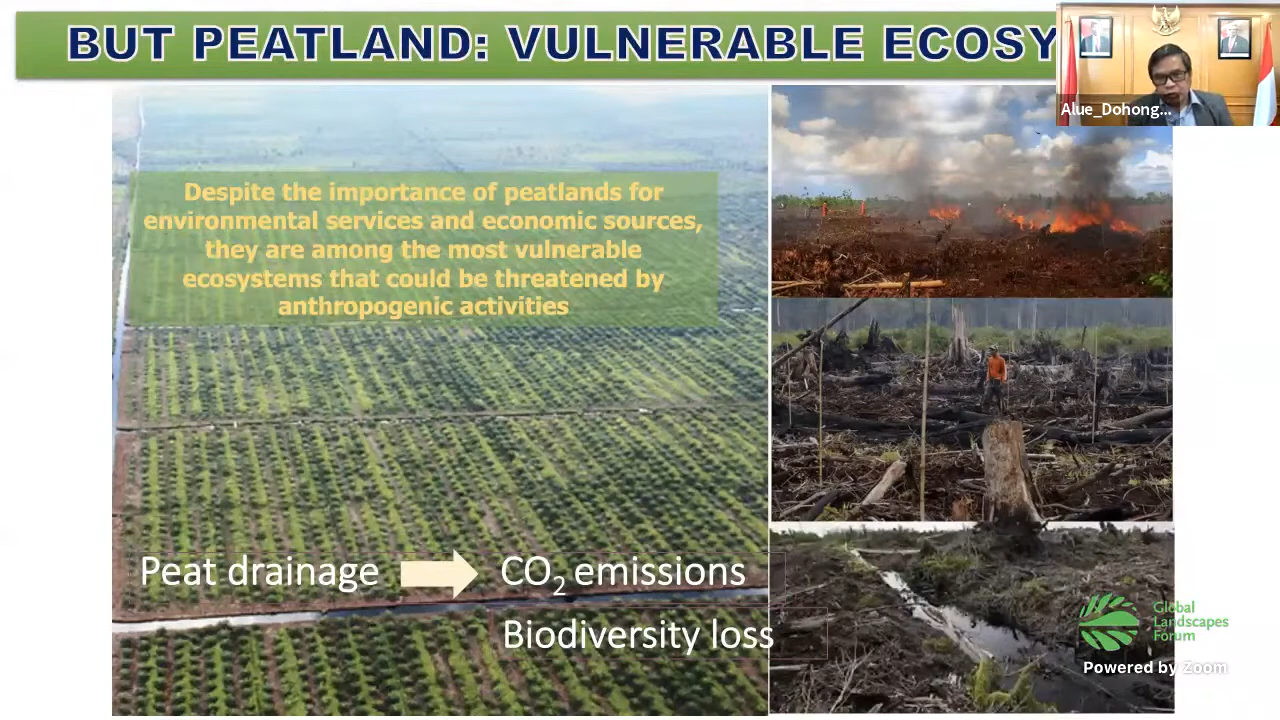 BUT PEATLAND: VULNERABLE ECOSY
Alue_Dohong...
Despite the importance of peatlands for
environmental services and economic sources,
they are among the most vulnerable
ecosystems that could be threatened by
anthropogenic activities
Peat drainage
CO₂ emissions
Biodiversity loss
Global
Landscapes
Forum
Powered by Zoom